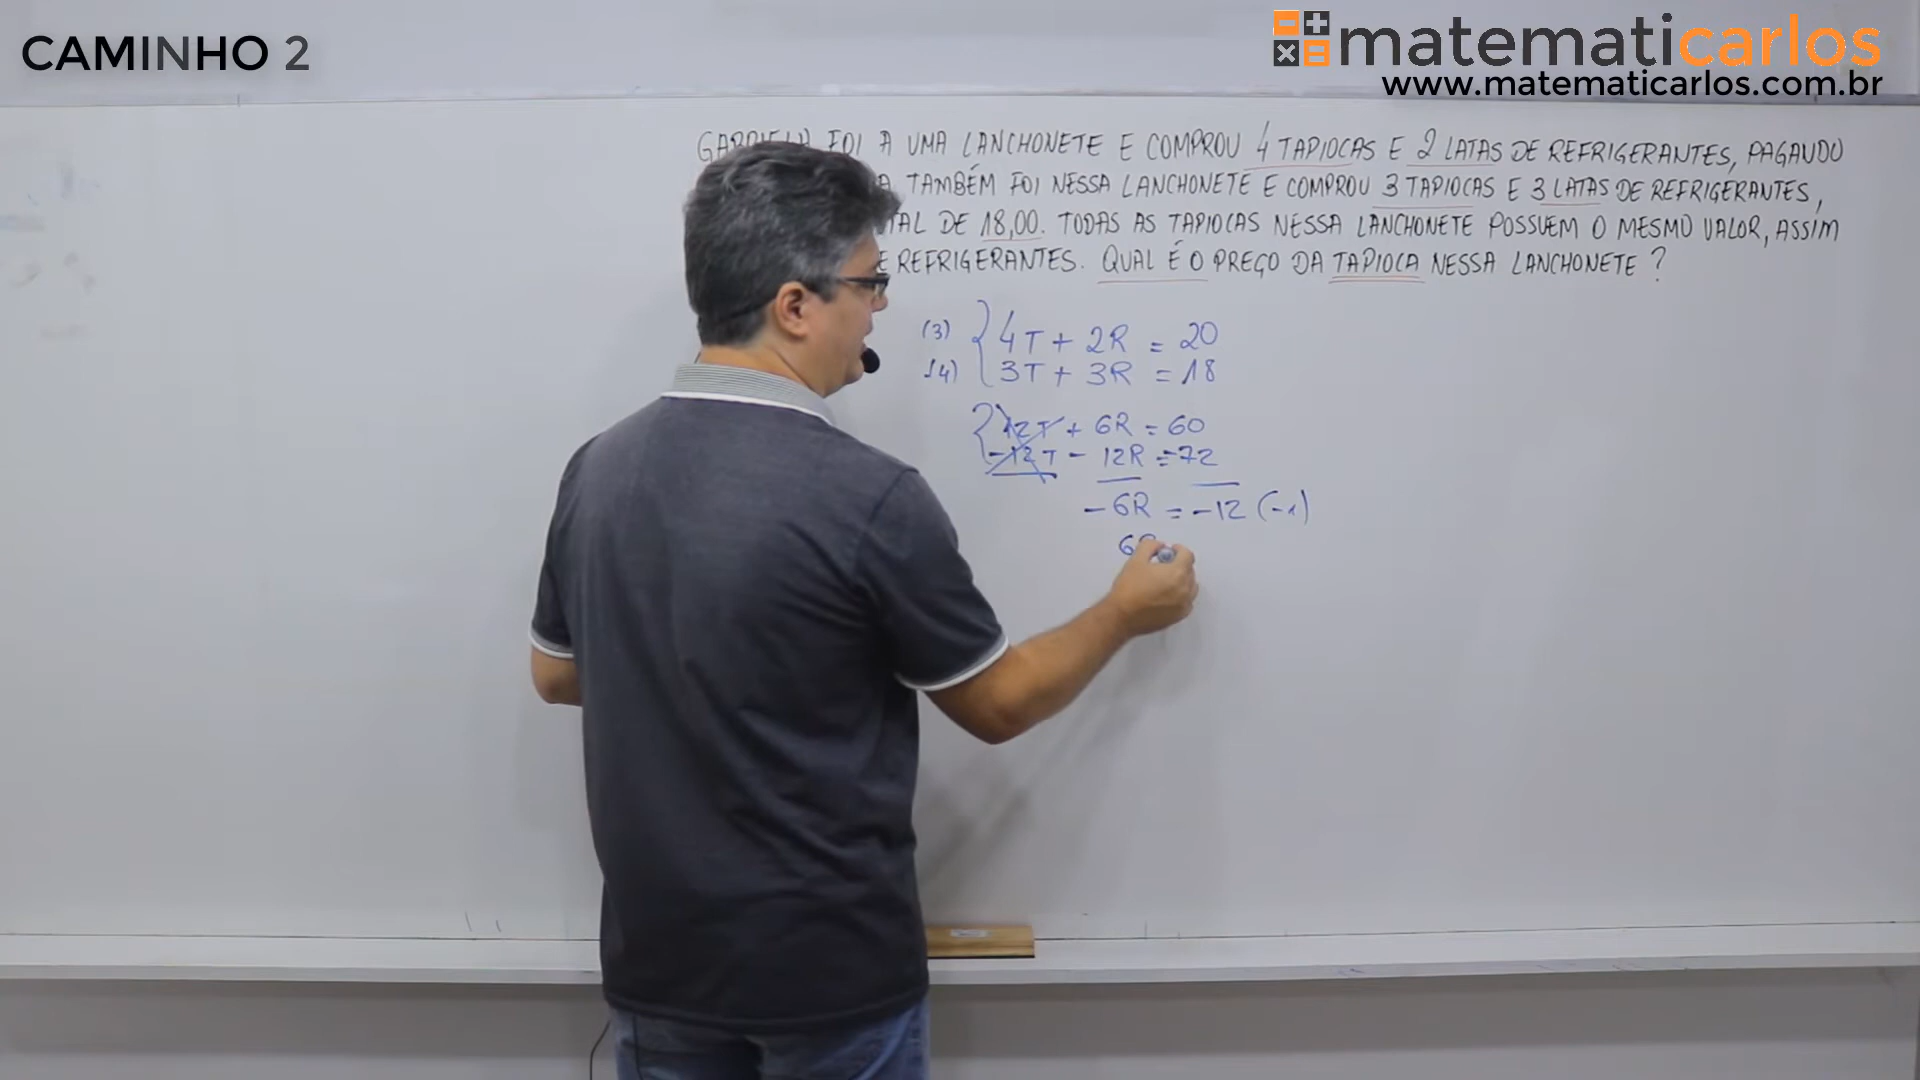 CAMINHO 2
matematicarlos
www.matematicarlos.com.br
GABRIELA FOI A UMA LANCHONETE E COMPROU 4 TAPIOCAS E 2 LATAS DE REFRIGERANTES, PAGANDO
TAMBÉM FOI NESSA LANCHONETE E COMPROU 3 TAPIOCAS E 3 LATAS DE REFRIGERANTES,
DE 18,00. TODAS AS TAPIOCAS NESSA LANCHONETE POSSUEM O MESMO VALOR, ASSIM
REFRIGERANTES. QUAL É O PREÇO DA TAPIOCA NESSA LANCHONETE ?
(3) 4T + 2R = 20
(-4) 3T + 3R = 18
12T + 6R = 60
-12T - 12R = -72
-6R = -12 (-1)
6R